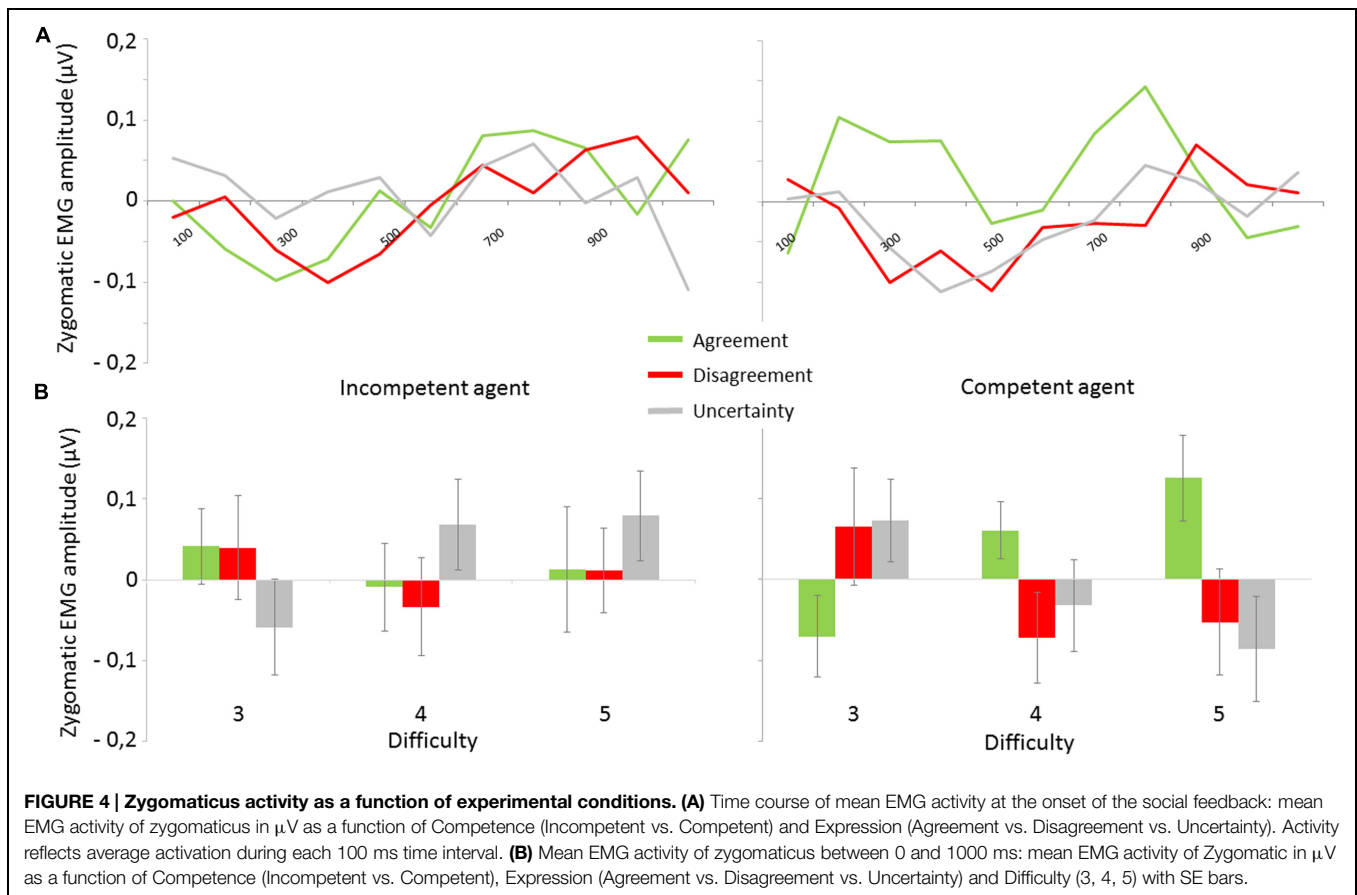 A
0,2
0,1
0
- 0,1
- 0,2
Zygomatic EMG amplitude (µV)
100
300
500
700
900
100
300
500
700
900
Agreement
Disagreement
Uncertainty
Incompetent agent
Competent agent
B
0,2
0,1
0
- 0,1
- 0,2
Zygomatic EMG amplitude (µV)
3
4
5
Difficulty
3
4
5
Difficulty
FIGURE 4 | Zygomaticus activity as a function of experimental conditions. (A) Time course of mean EMG activity at the onset of the social feedback: mean
EMG activity of zygomaticus in µV as a function of Competence (Incompetent vs. Competent) and Expression (Agreement vs. Disagreement vs. Uncertainty). Activity
reflects average activation during each 100 ms time interval. (B) Mean EMG activity of zygomaticus between 0 and 1000 ms: mean EMG activity of Zygomatic in µV
as a function of Competence (Incompetent vs. Competent), Expression (Agreement vs. Disagreement vs. Uncertainty) and Difficulty (3, 4, 5) with SE bars.